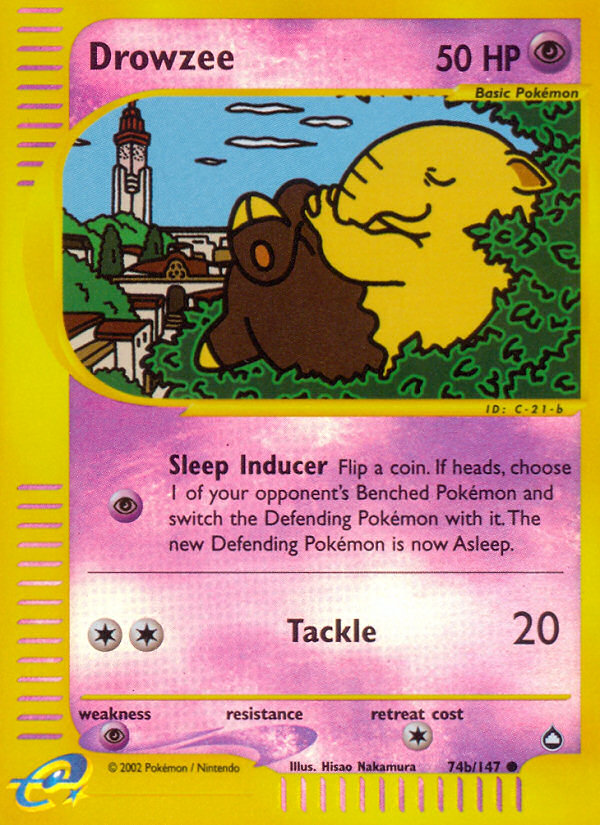 Drowzee
50 HP
Basic Pokémon
ID: C-21-b
Sleep Inducer Flip a coin. If heads, choose
1 of your opponent's Benched Pokémon and
switch the Defending Pokémon with it. The
new Defending Pokémon is now Asleep.
Tackle 20
weakness resistance retreat cost
© 2002 Pokémon / Nintendo Illus. Hisao Nakamura 74b/147
e